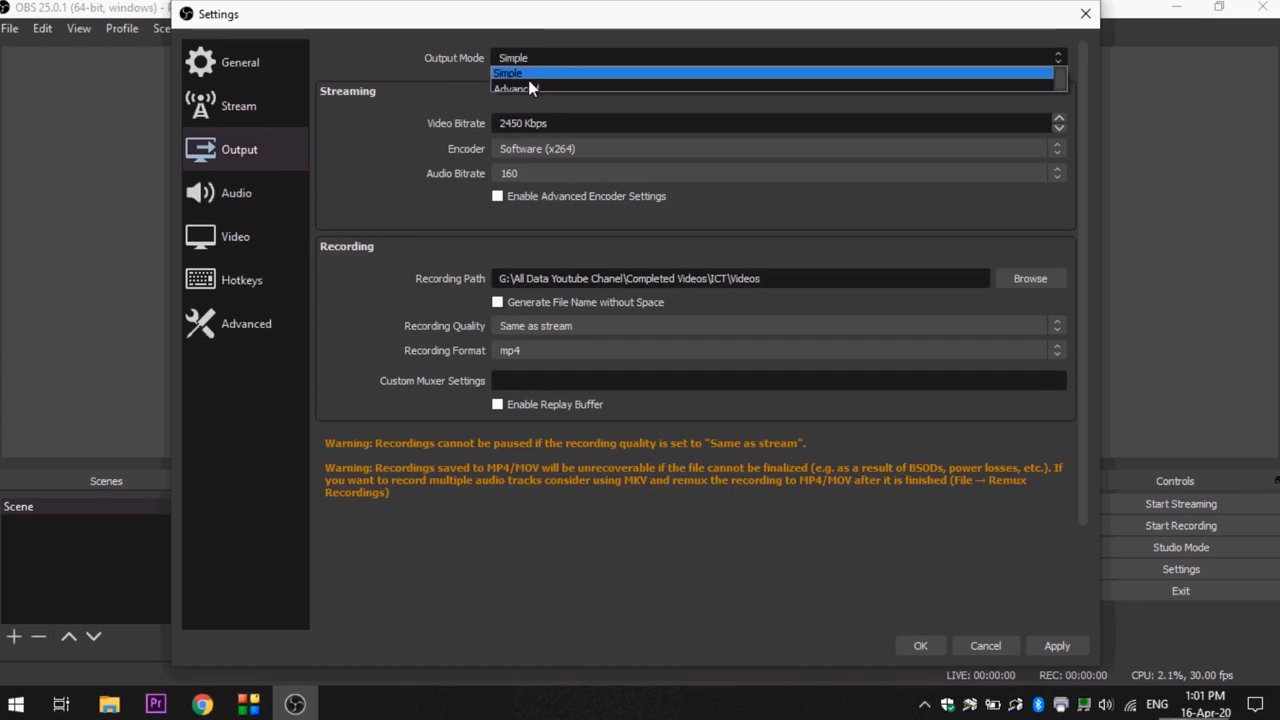 OBS 25.0.1 (64-bit, windows) -
Settings
File Edit View Profile
General
Stream
Output
Audio
Video
Hotkeys
Advanced
Output Mode Simple
Simple
Advanced
Streaming
Video Bitrate 2450 Kbps
Encoder Software (x264)
Audio Bitrate 160
Enable Advanced Encoder Settings
Recording
Recording Path G:\All Data Youtube Chanel\Completed Videos\ICT\Videos Browse
Generate File Name without Space
Recording Quality Same as stream
Recording Format mp4
Custom Muxer Settings
Enable Replay Buffer
Warning: Recordings cannot be paused if the recording quality is set to "Same as stream".
Warning: Recordings saved to MP4/MOV will be unrecoverable if the file cannot be finalized (e.g. as a result of BSODs, power losses, etc.). If
you want to record multiple audio tracks consider using MKV and remux the recording to MP4/MOV after it is finished (File → Remux
Recordings)
OK Cancel Apply
Scenes
Scene
Controls
Start Streaming
Start Recording
Studio Mode
Settings
Exit
LIVE: 00:00:00 REC: 00:00:00 CPU: 2.1%, 30.00 fps
Pr
ENG
1:01 PM
16-Apr-20